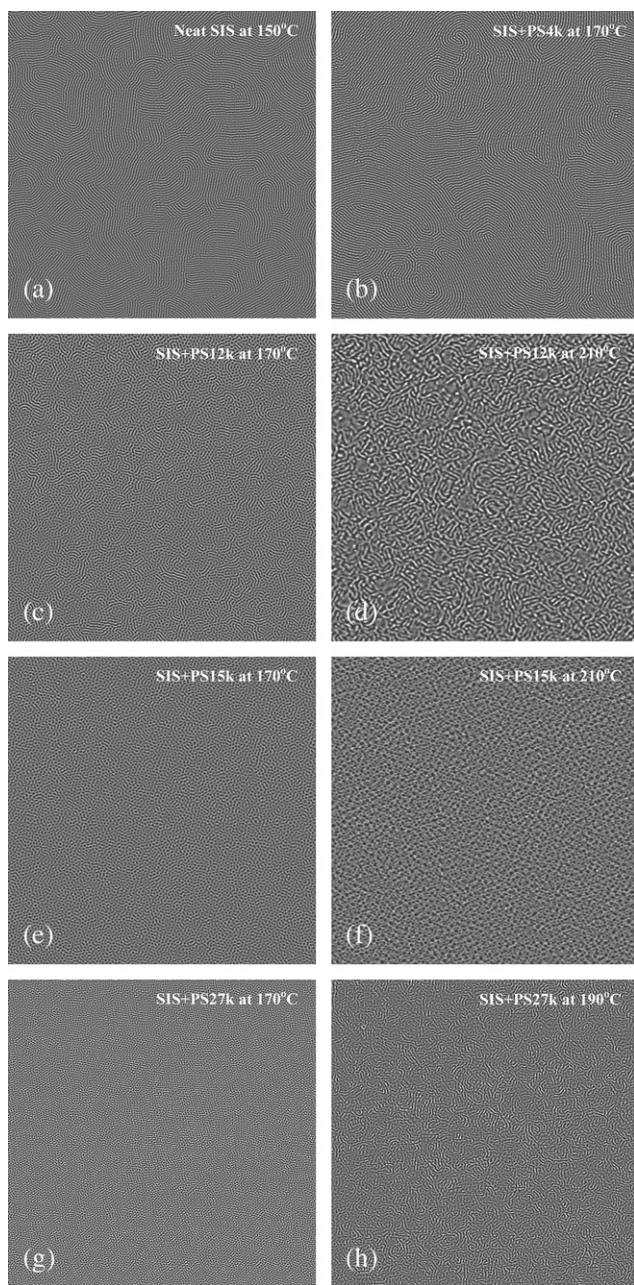 Neat SIS at 150°C
(a)
SIS+PS4k at 170°C
(b)
SIS+PS12k at 170°C
(c)
SIS+PS12k at 210°C
(d)
SIS+PS15k at 170°C
(e)
SIS+PS15k at 210°C
(f)
SIS+PS27k at 170°C
(g)
SIS+PS27k at 190°C
(h)